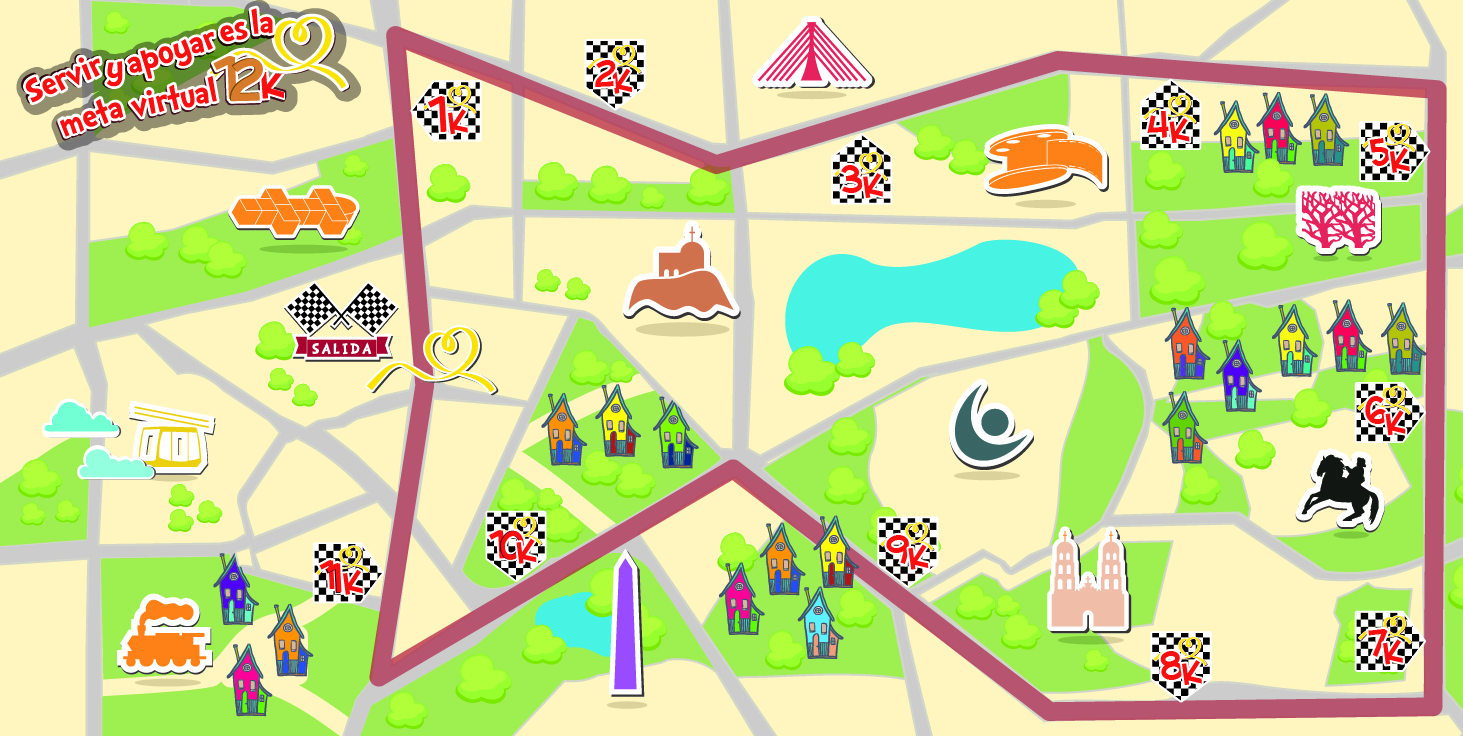 Servir y apoyar es la
meta virtual 12K
1K
2K
3K
4K
5K
SALIDA
6K
10K
9K
11K
7K
8K